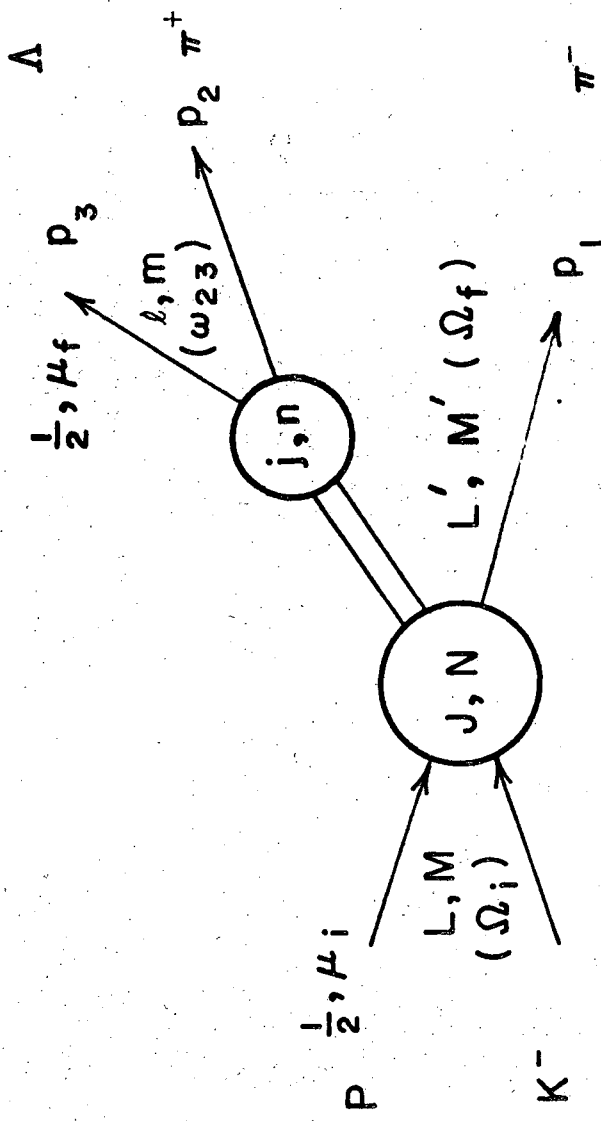 Λ
½, μf
p₃
π⁺
p₂
ℓ, m
(ω₂₃)
j, n
½, μi
P
L, M
(Ωi)
J, N
L′, M′ (Ωf)
K⁻
p₁
π⁻